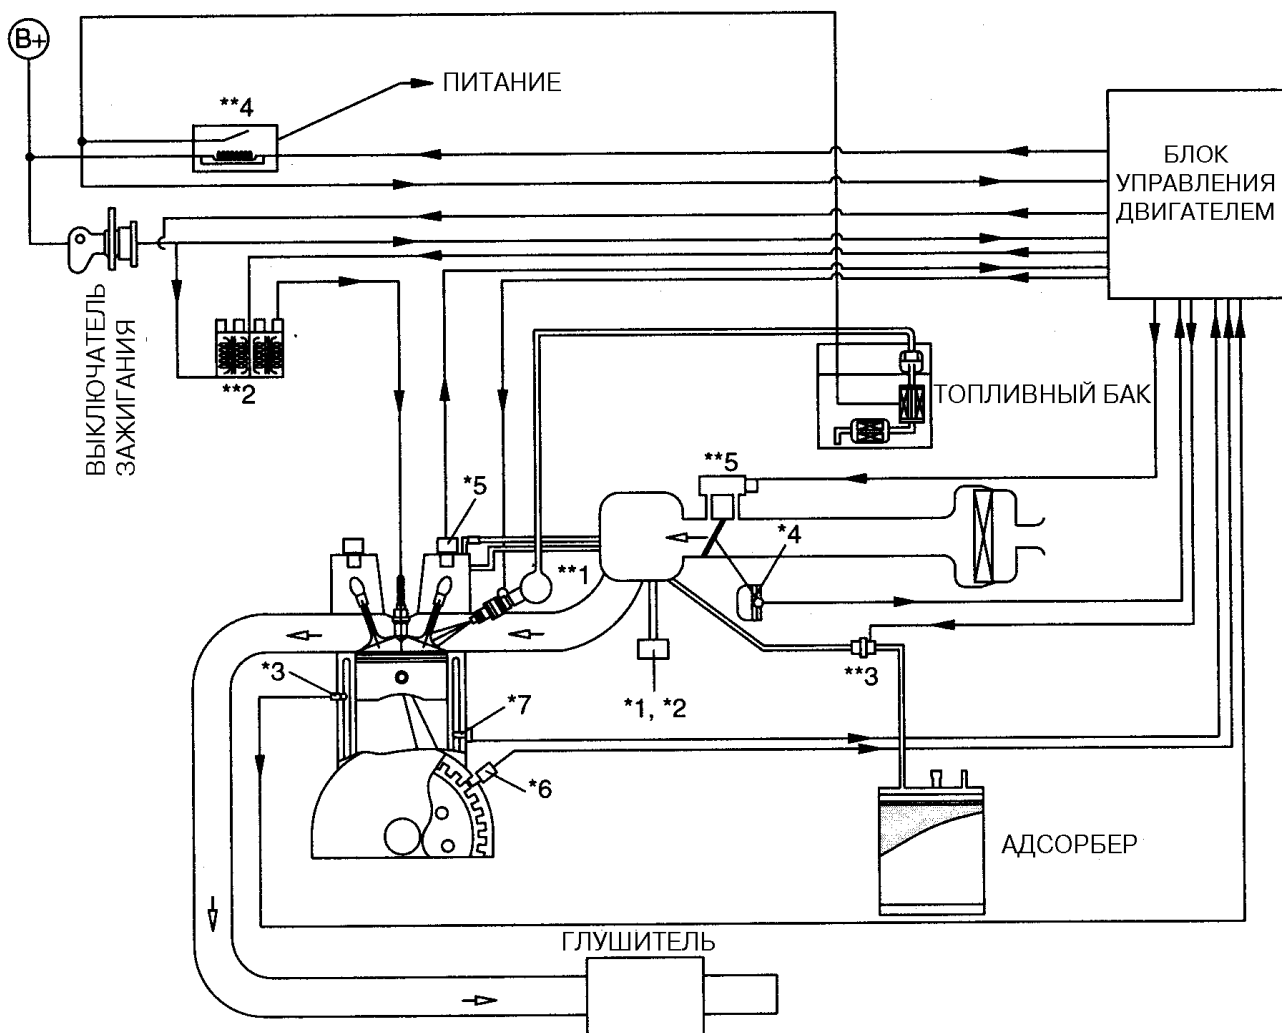 B+
ПИТАНИЕ
**4
БЛОК
УПРАВЛЕНИЯ
ДВИГАТЕЛЕМ
ВЫКЛЮЧАТЕЛЬ
ЗАЖИГАНИЯ
**2
ТОПЛИВНЫЙ БАК
**5
*5
*4
**1
*3
**3
*7
*1, *2
*6
АДСОРБЕР
ГЛУШИТЕЛЬ